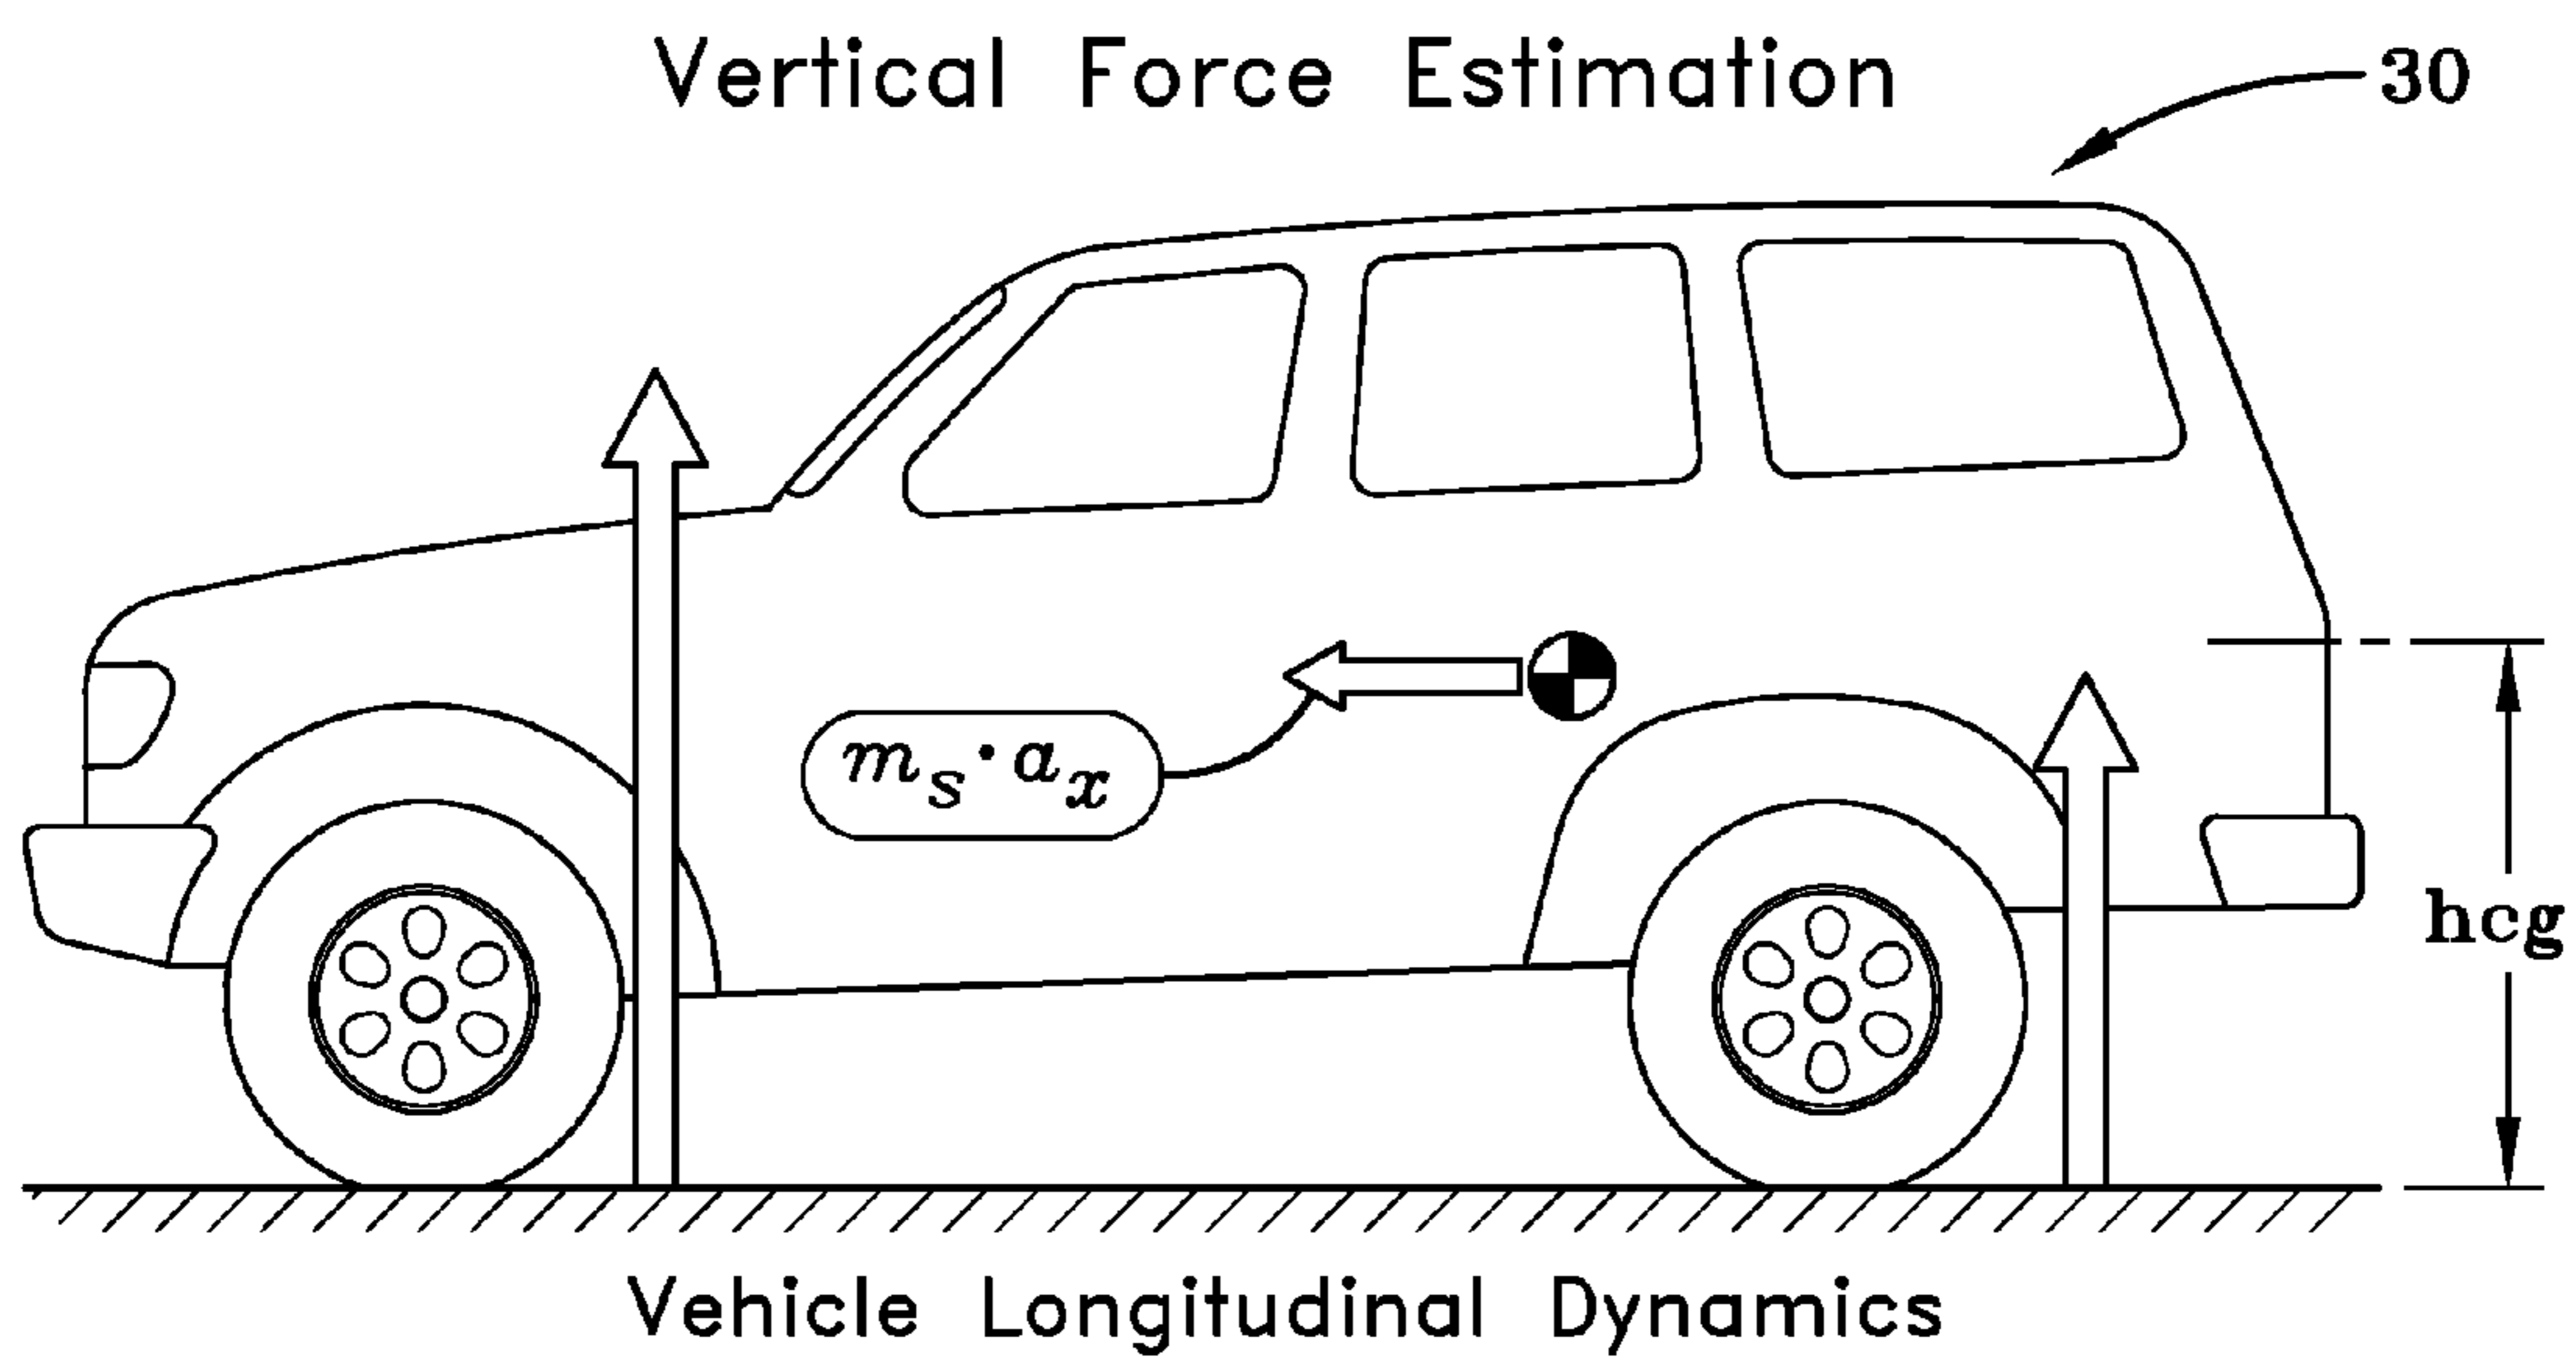 Vertical Force Estimation
30
m_s · a_x
hcg
Vehicle Longitudinal Dynamics